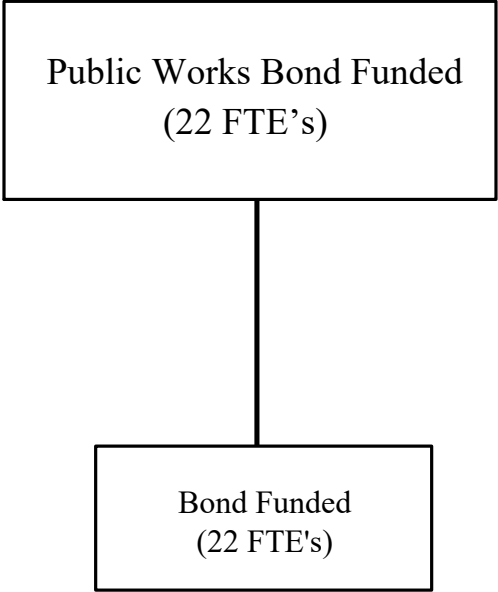 Public Works Bond Funded
(22 FTE’s)
Bond Funded
(22 FTE's)